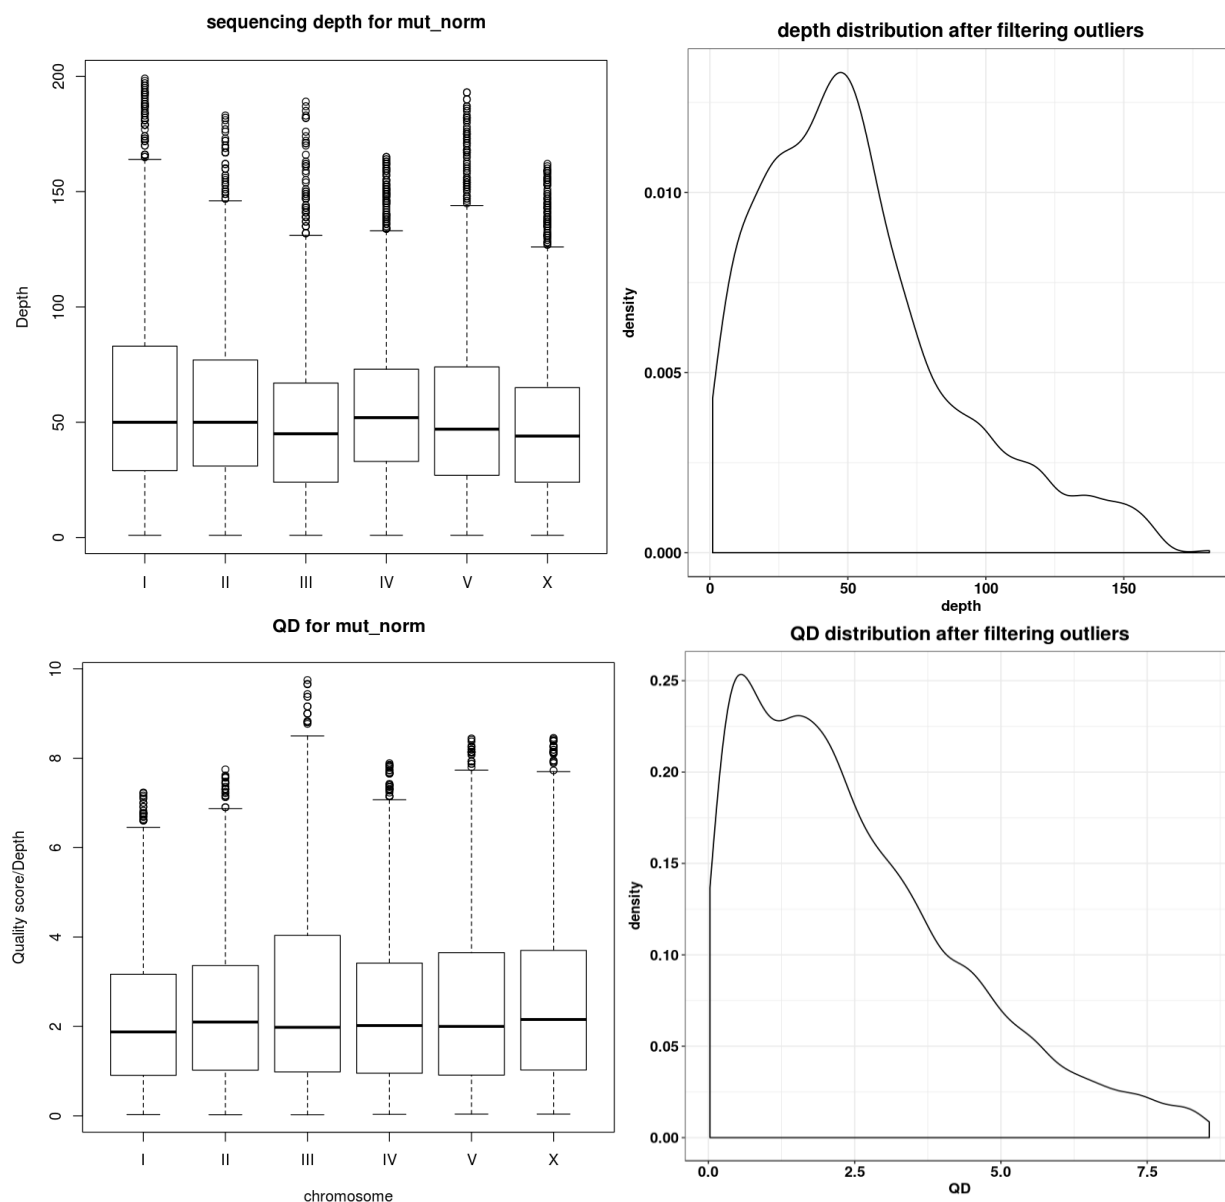 sequencing depth for mut_norm
Depth
200
150
100
50
0
I II III IV V X
depth distribution after filtering outliers
density
0.010
0.005
0.000
0 50 100 150
depth
QD for mut_norm
Quality score/Depth
10
8
6
4
2
0
I II III IV V X
chromosome
QD distribution after filtering outliers
density
0.25
0.20
0.15
0.10
0.05
0.00
0.0 2.5 5.0 7.5
QD